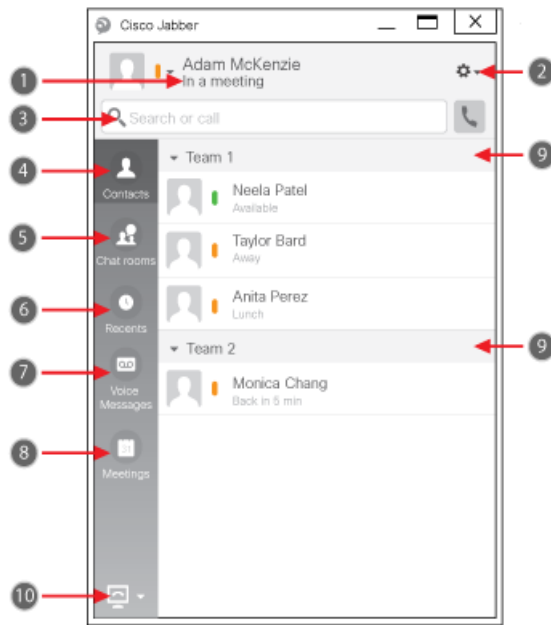 Cisco Jabber
1
Adam McKenzie
In a meeting
2
3
Search or call
4
Contacts
Team 1
9
Neela Patel
Available
5
Chat rooms
Taylor Bard
Away
6
Recents
Anita Perez
Lunch
Team 2
9
7
Voice
Messages
Monica Chang
Back in 5 min
8
31
Meetings
10